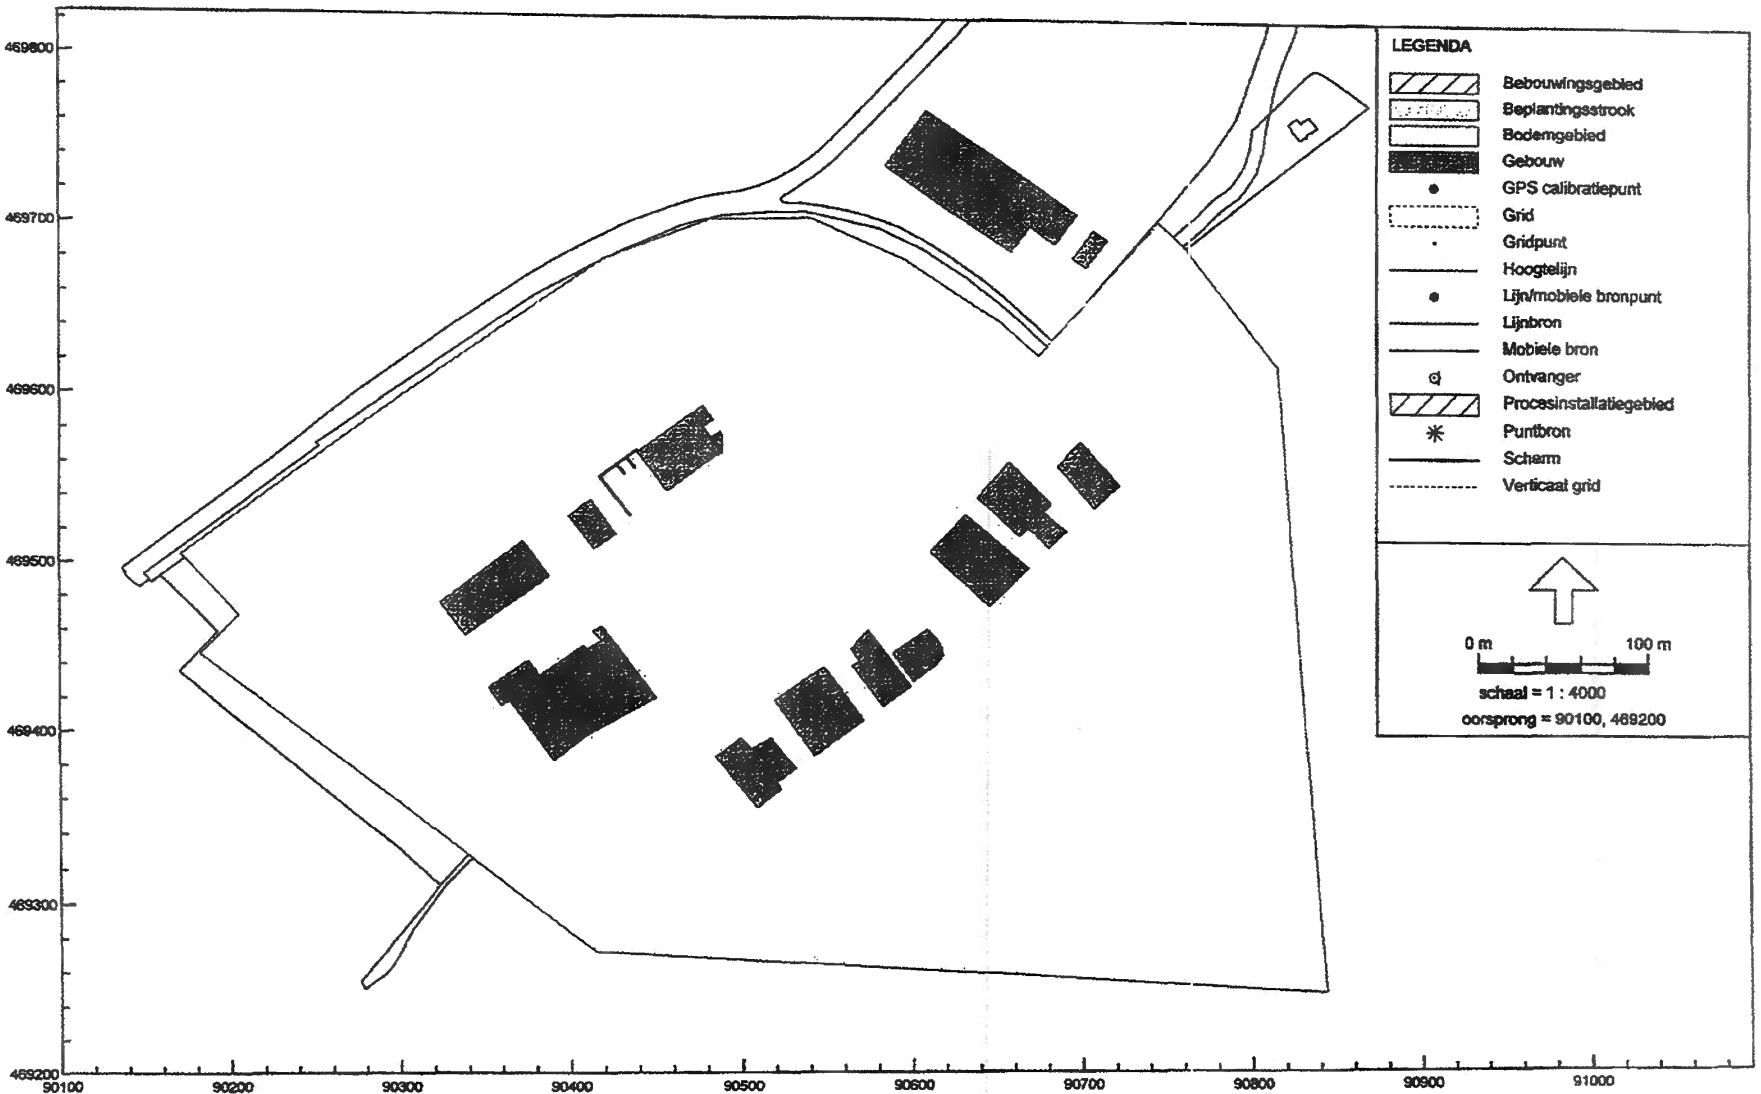 469800
469700
469600
469500
469400
469300
469200
90100
90200
90300
90400
90500
90600
90700
90800
90900
91000
LEGENDA
Bebouwingsgebied
Beplantingsstrook
Bodemgebied
Gebouw
GPS calibratiepunt
Grid
Gridpunt
Hoogtelijn
Lijn/mobiele bronpunt
Lijnbron
Mobiele bron
Ontvanger
Procesinstallatiegebied
Puntbron
Scherm
Verticaal grid
0 m 100 m
schaal = 1 : 4000
oorsprong = 90100, 469200